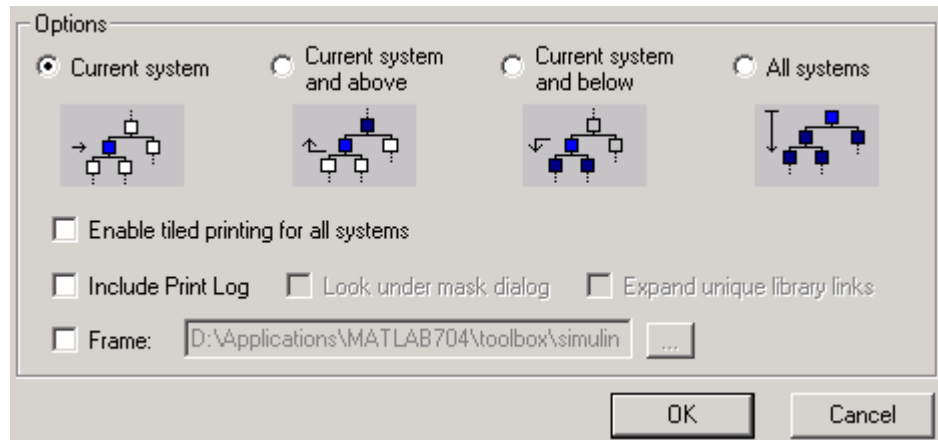 Options
Current system
Current system
and above
Current system
and below
All systems
Enable tiled printing for all systems
Include Print Log
Look under mask dialog
Expand unique library links
Frame:
D:\Applications\MATLAB704\toolbox\simulin
...
OK
Cancel